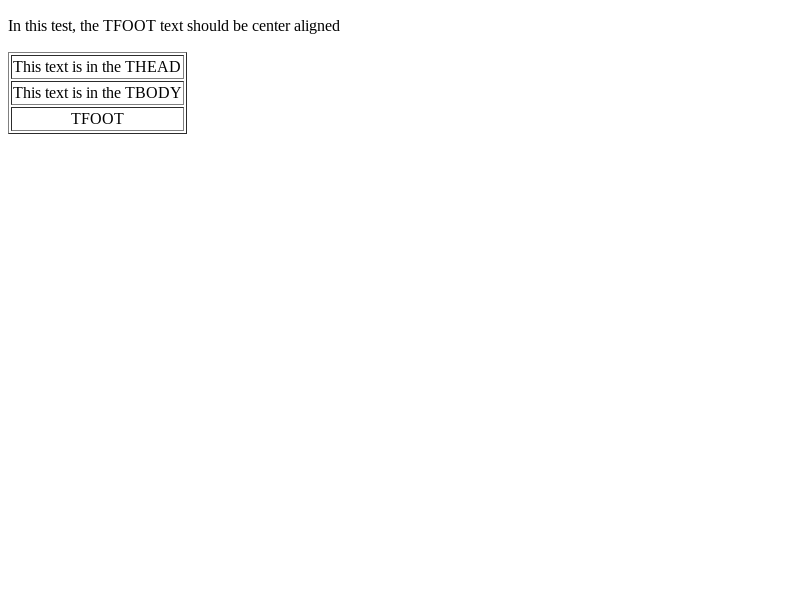 In this test, the TFOOT text should be center aligned
This text is in the THEAD
This text is in the TBODY
TFOOT